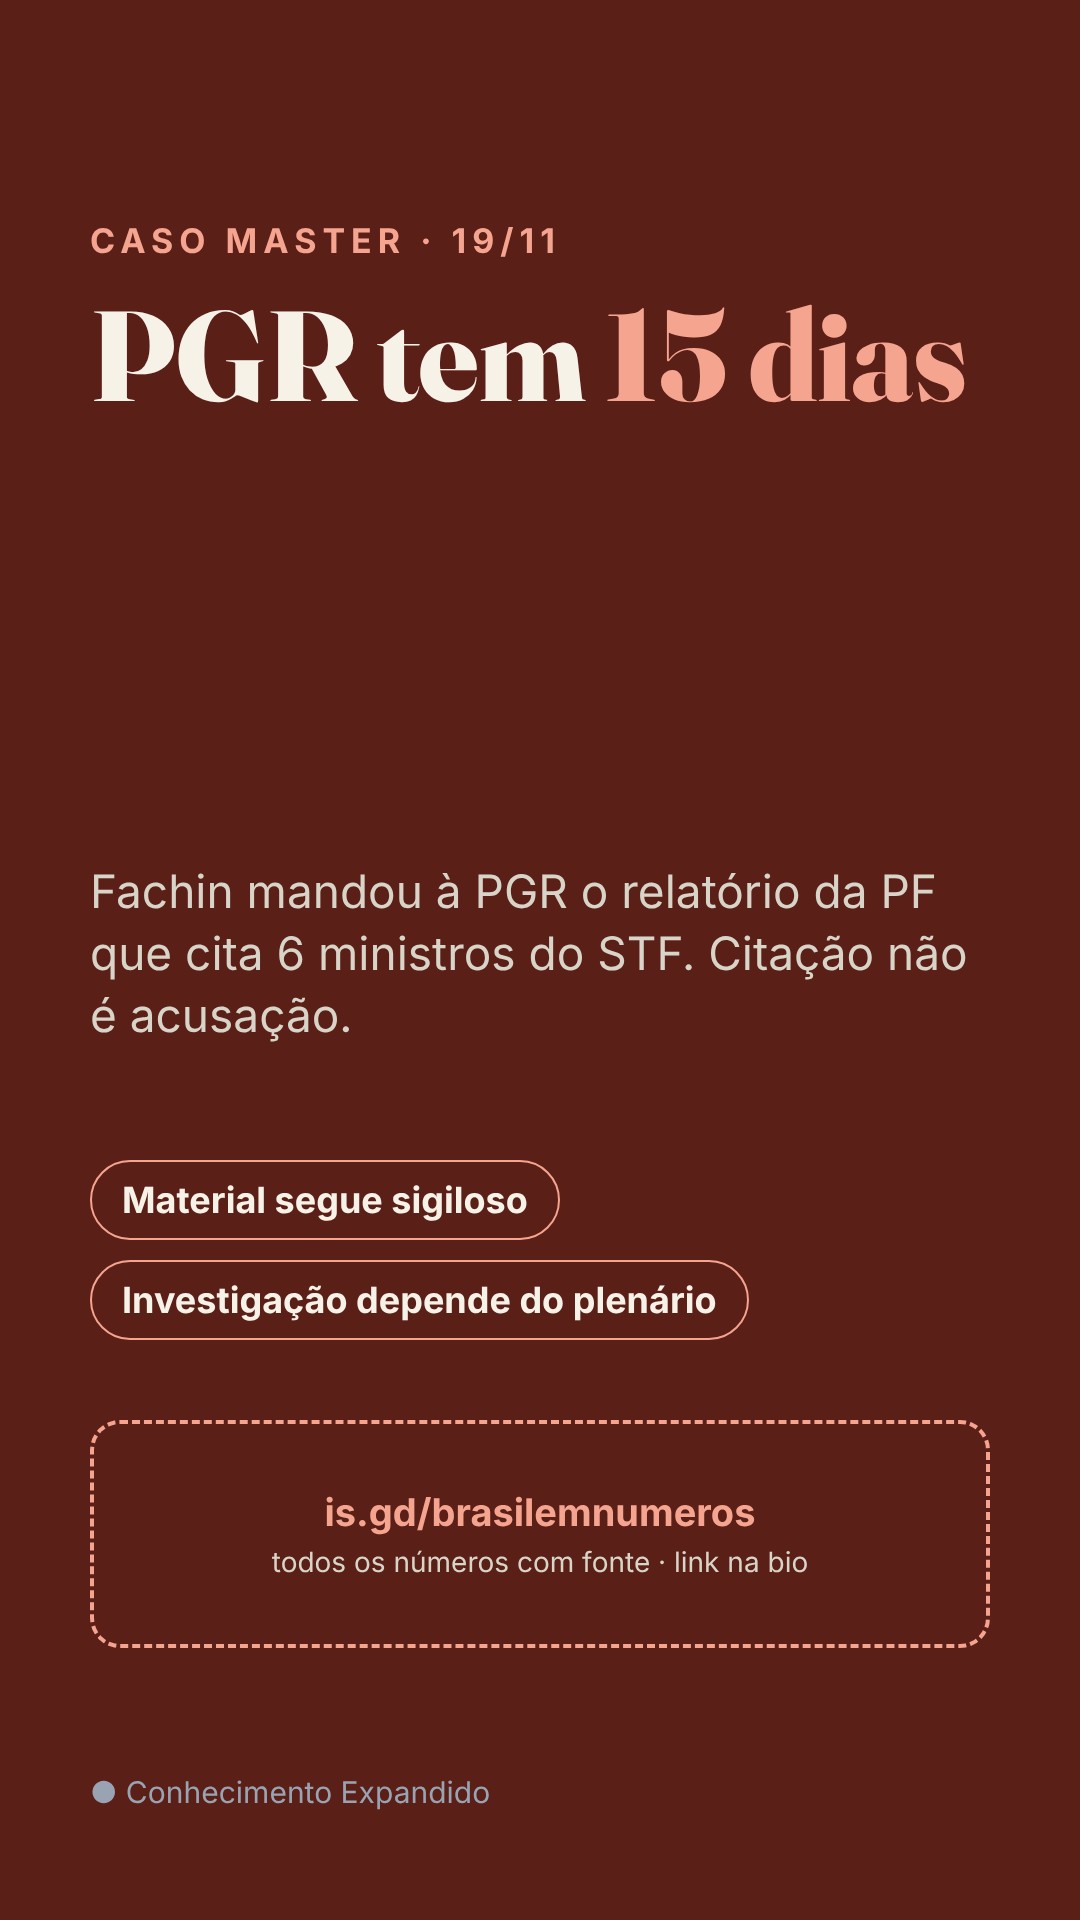 CASO MASTER · 19/11
PGR tem 15 dias
Fachin mandou à PGR o relatório da PF
que cita 6 ministros do STF. Citação não
é acusação.
Material segue sigiloso
Investigação depende do plenário
is.gd/brasilemnumeros
todos os números com fonte · link na bio
Conhecimento Expandido